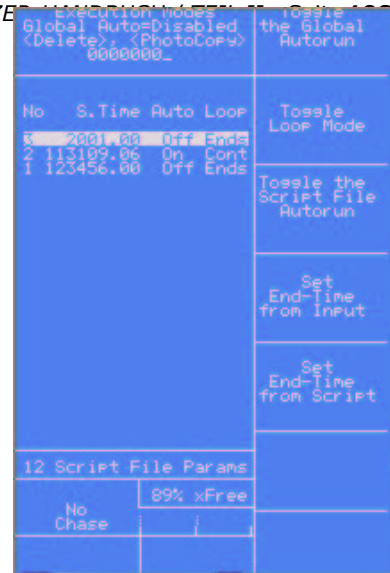 Execution Modes
Global Auto=Disabled
<Delete>, <PhotoCopy>
0000000_
No S.Time Auto Loop
3 2001.00 Off Ends
2 113109.06 On Cont
1 123456.00 Off Ends
12 Script File Params
89% xFree
No
Chase
Toggle
the Global
Autorun
Toggle
Loop Mode
Toggle the
Script File
Autorun
Set
End-Time
from Input
Set
End-Time
from Script